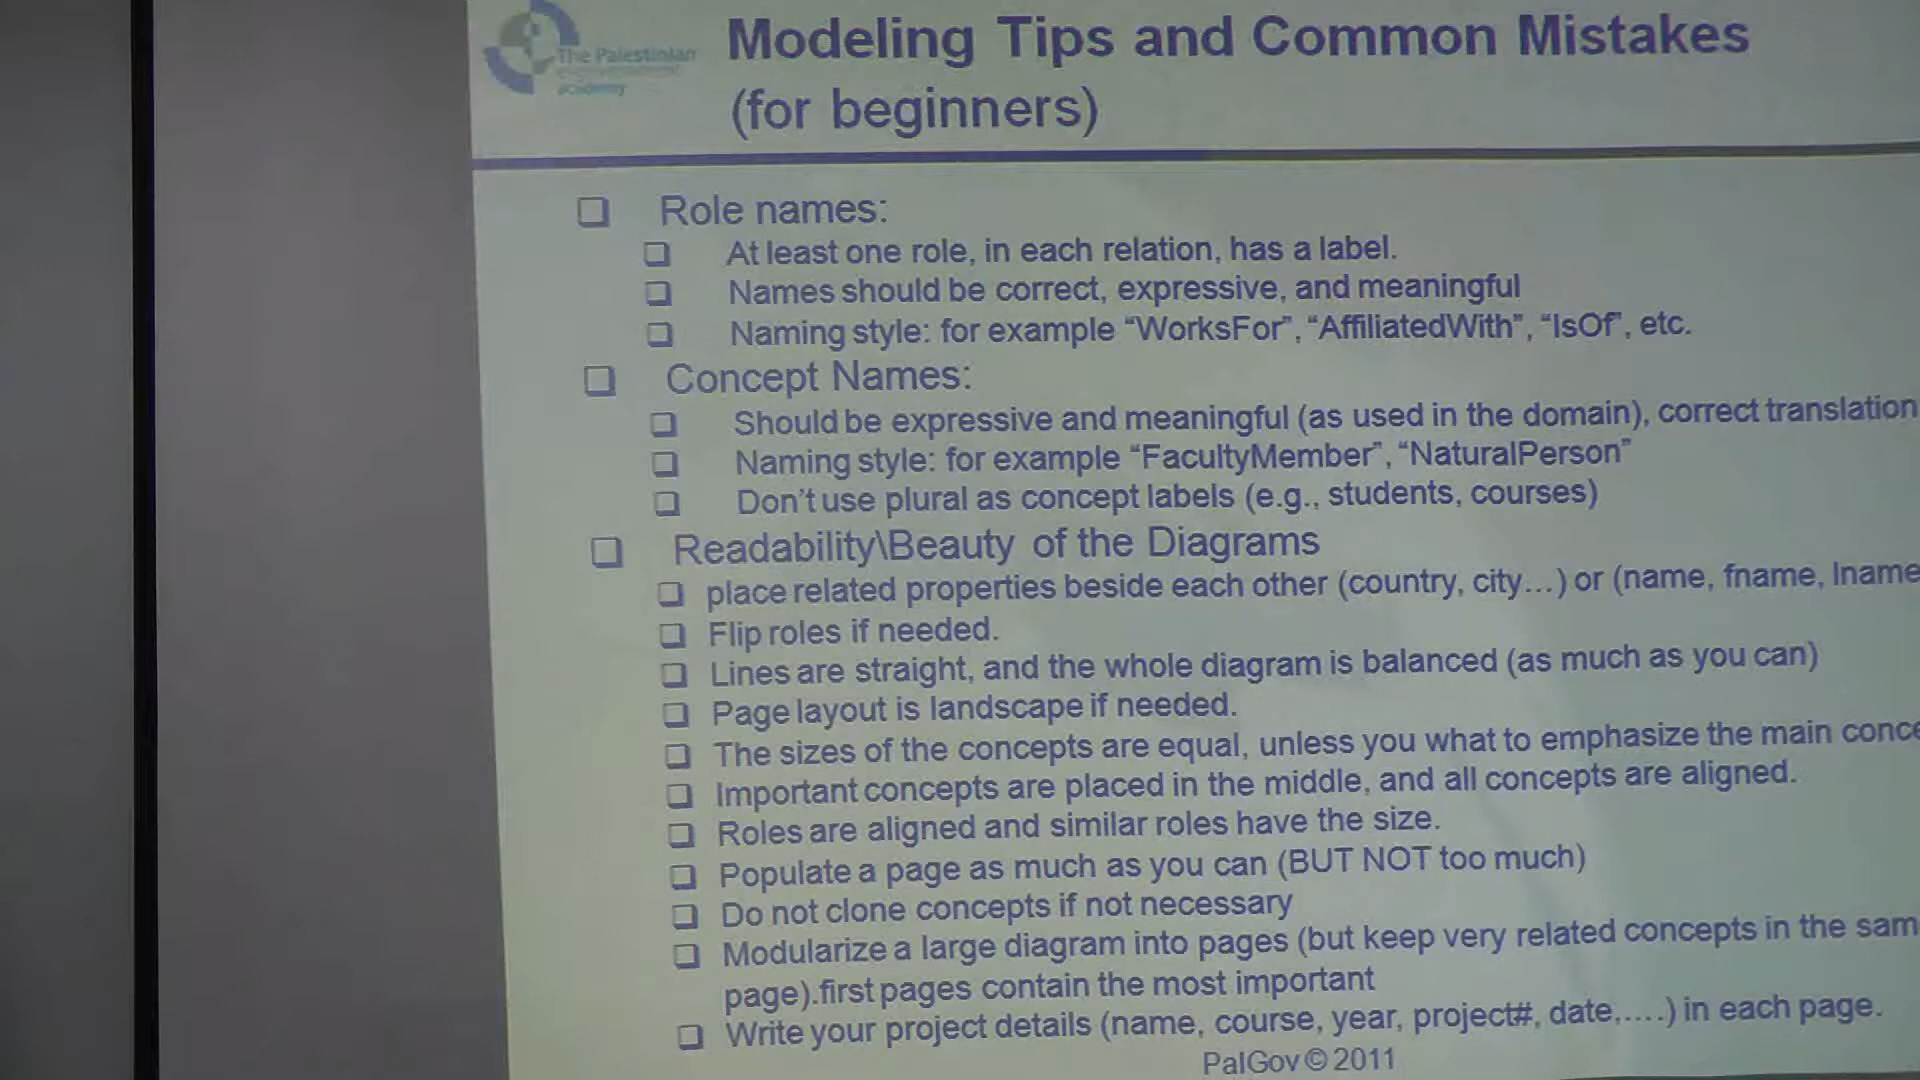 The Palestinian
academy
Modeling Tips and Common Mistakes
(for beginners)
Role names:
At least one role, in each relation, has a label.
Names should be correct, expressive, and meaningful
Naming style: for example “WorksFor”, “AffiliatedWith”, “IsOf”, etc.
Concept Names:
Should be expressive and meaningful (as used in the domain), correct translation
Naming style: for example “FacultyMember”, “NaturalPerson”
Don’t use plural as concept labels (e.g., students, courses)
Readability\Beauty of the Diagrams
place related properties beside each other (country, city…) or (name, fname, lname
Flip roles if needed.
Lines are straight, and the whole diagram is balanced (as much as you can)
Page layout is landscape if needed.
The sizes of the concepts are equal, unless you what to emphasize the main conce
Important concepts are placed in the middle, and all concepts are aligned.
Roles are aligned and similar roles have the size.
Populate a page as much as you can (BUT NOT too much)
Do not clone concepts if not necessary
Modularize a large diagram into pages (but keep very related concepts in the sam
page).first pages contain the most important
Write your project details (name, course, year, project#, date,….) in each page.
PalGov © 2011